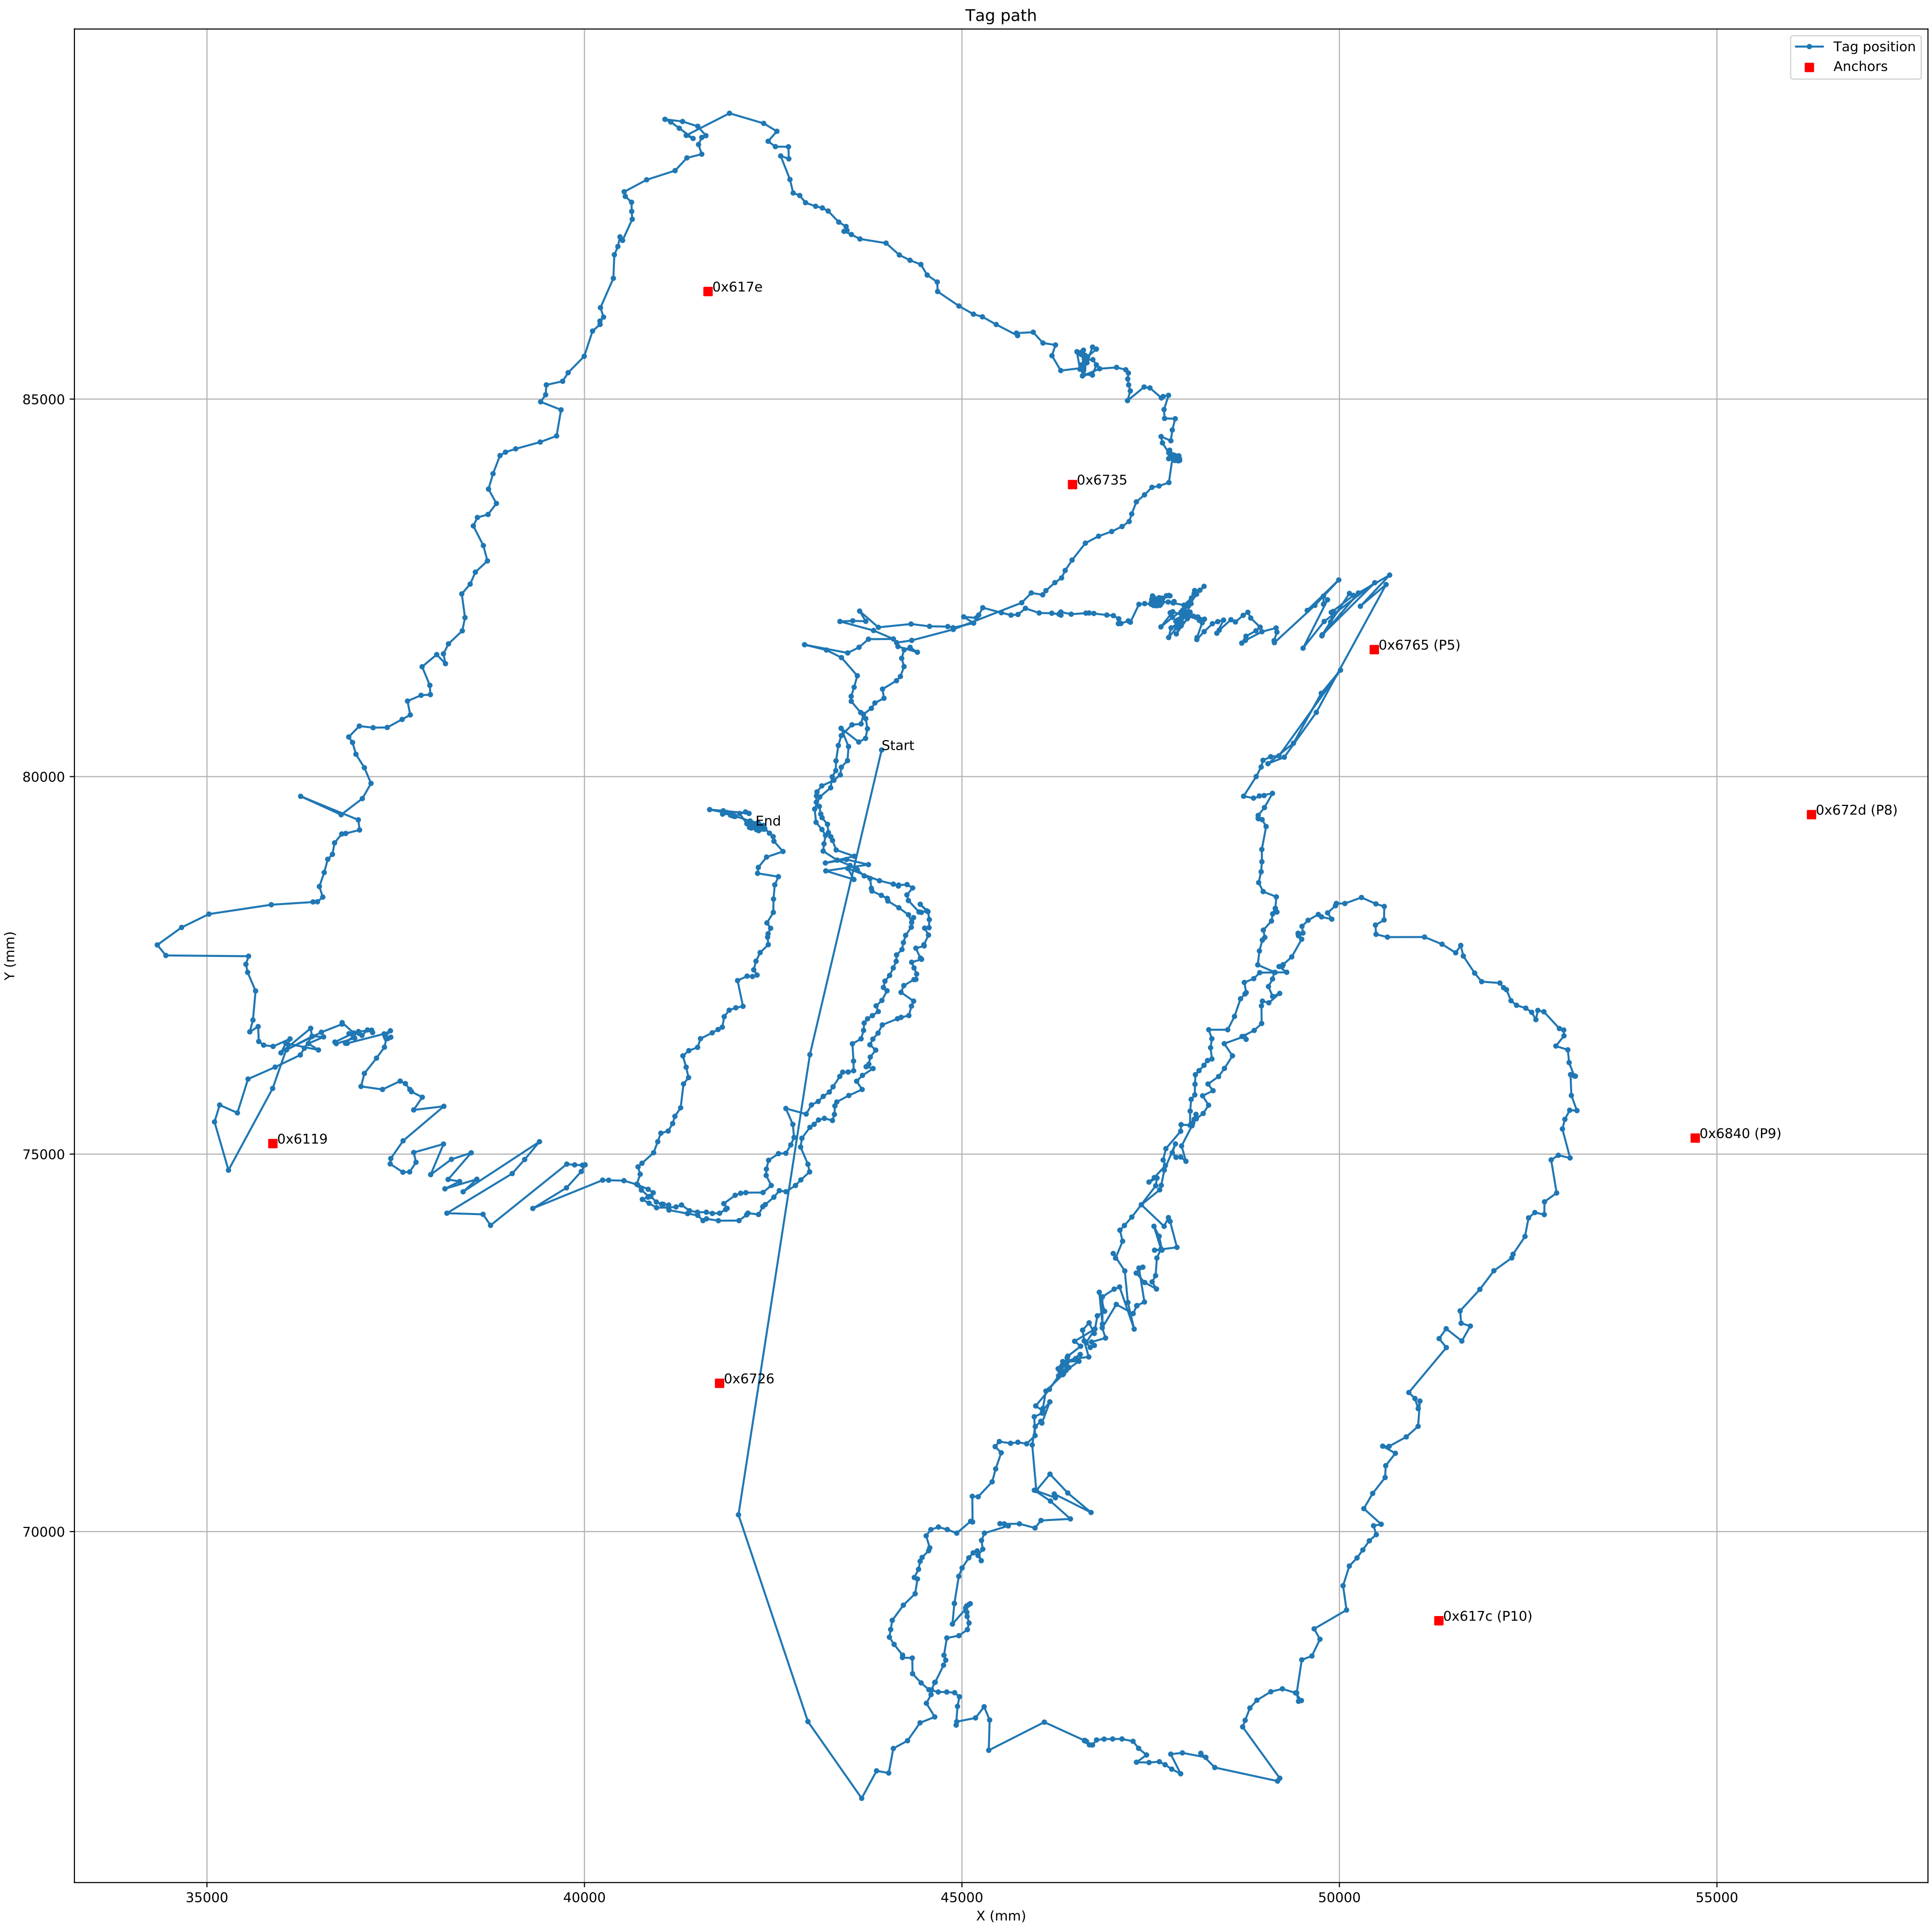 Tag path
Tag position
Anchors
0x617e
0x6735
0x6765 (P5)
Start
0x672d (P8)
End
0x6119
0x6840 (P9)
0x6726
0x617c (P10)
85000
80000
75000
70000
Y (mm)
35000 40000 45000 50000 55000
X (mm)